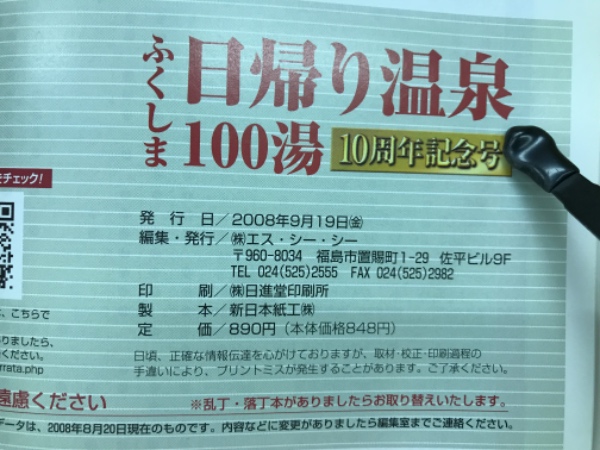 ふくしま
日帰り温泉
100湯
10周年記念号
チェック!
発行日/2008年9月19日㈮
編集・発行/㈱エス・シー・シー
〒960-8034 福島市置賜町1-29 佐平ビル9F
TEL 024(525)2555 FAX 024(525)2982
印刷/㈱日進堂印刷所
製本/新日本紙工㈱
定価/890円(本体価格848円)
、こちらで
ありましたら、
ください。
rrata.php
日頃、正確な情報伝達を心がけておりますが、取材・校正・印刷過程の
手違いにより、プリントミスが発生することがあります。ご了承ください。
遠慮ください
※乱丁・落丁本がありましたらお取り替えいたします。
データは、2008年8月20日現在のものです。内容などに変更がありましたら編集室までご連絡ください。